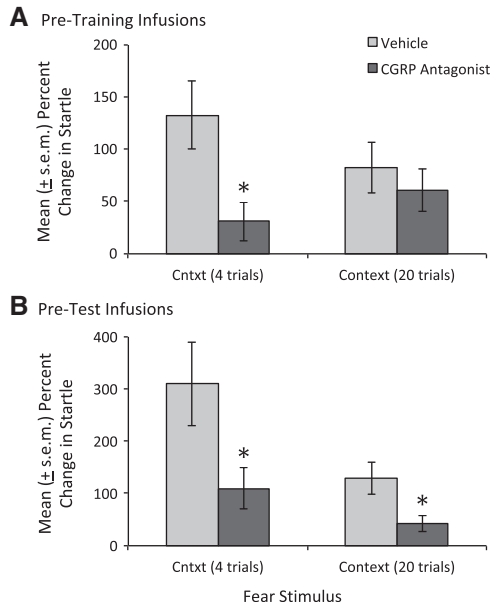 A Pre-Training Infusions
Vehicle
CGRP Antagonist
Mean (± s.e.m.) Percent
Change in Startle
200
150
100
50
0
*
Cntxt (4 trials)
Context (20 trials)
B Pre-Test Infusions
Mean (± s.e.m.) Percent
Change in Startle
400
300
200
100
0
*
*
Cntxt (4 trials)
Context (20 trials)
Fear Stimulus